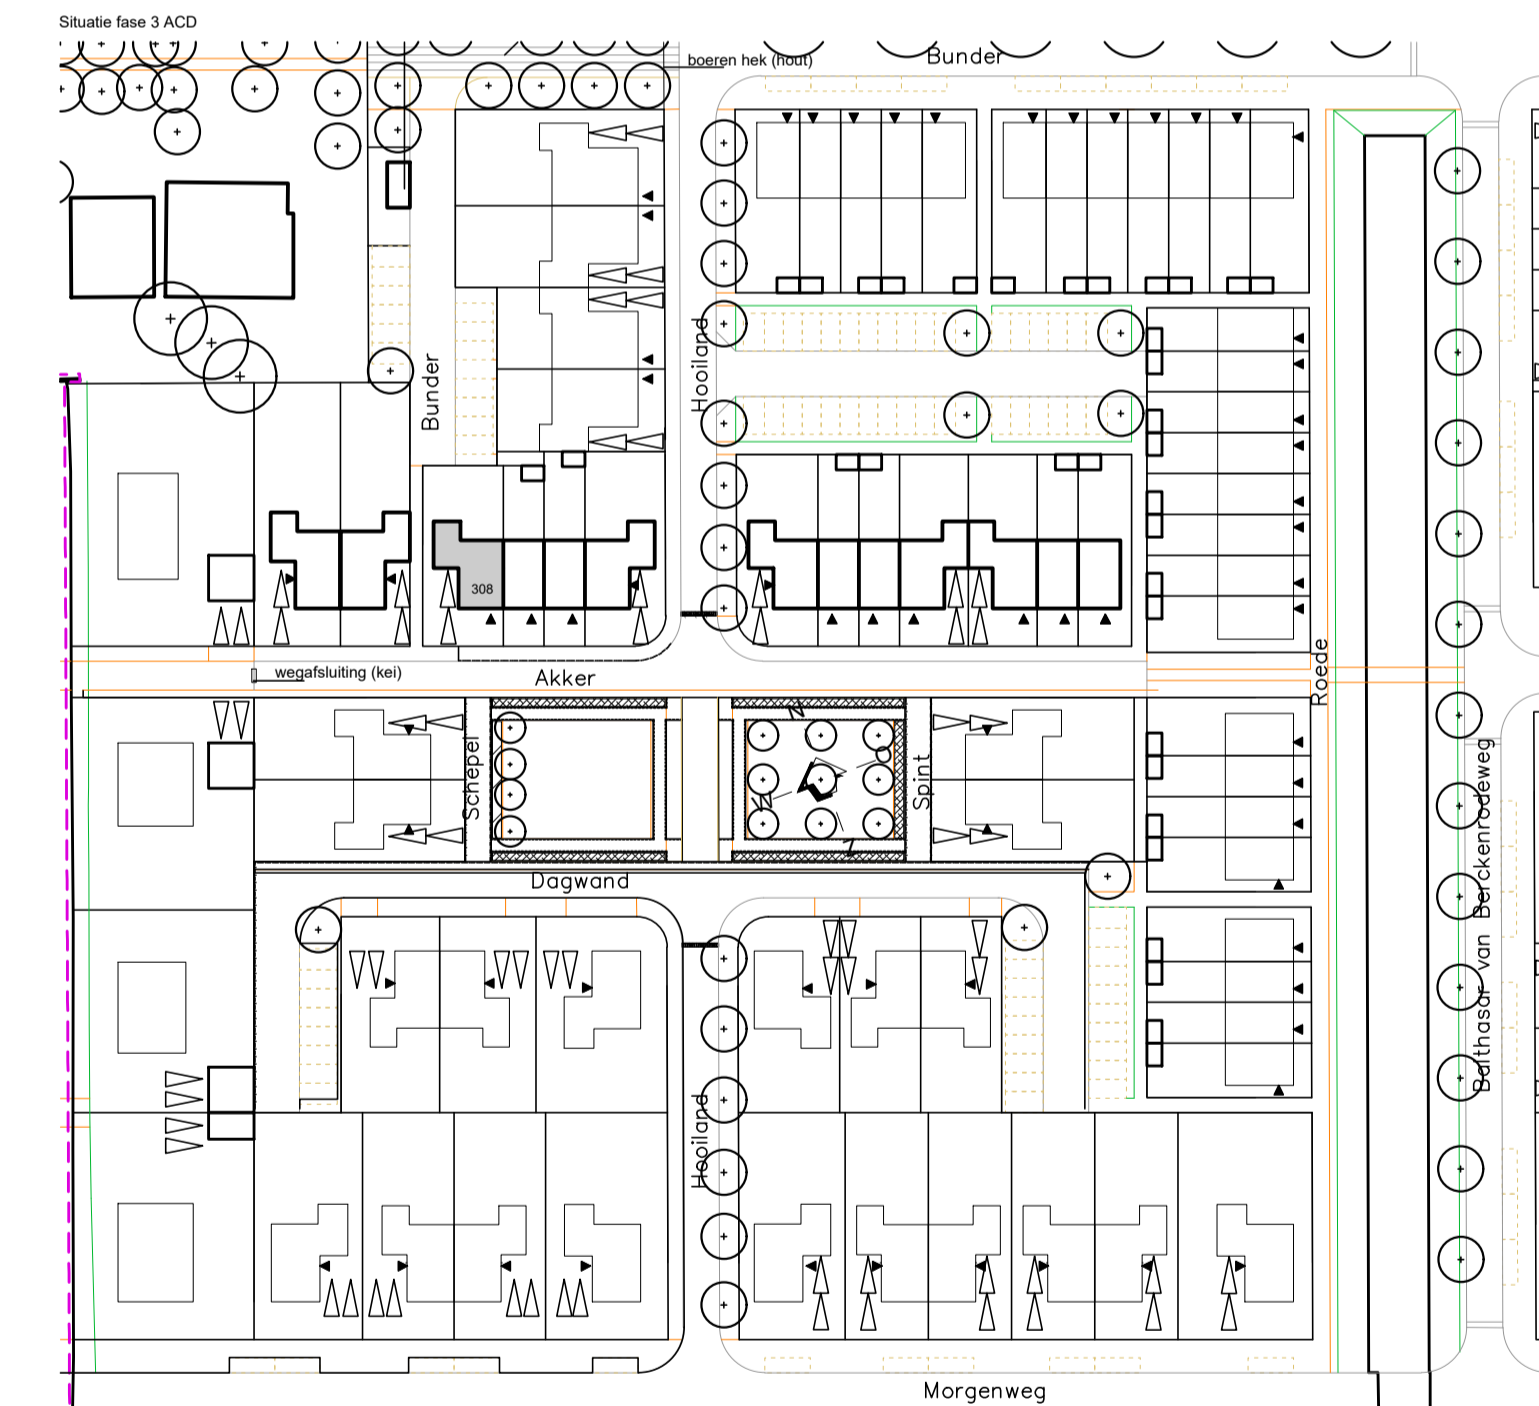 Situatie fase 3 ACD
boeren hek (hout)
Bunder
Hooiland
Bunder
308
Roede
wegafsluiting (kei)
Akker
N
O
W
Z
Schepel
Spint
Balthasar van Berckenrodeweg
Dagwand
Hooiland
Morgenweg